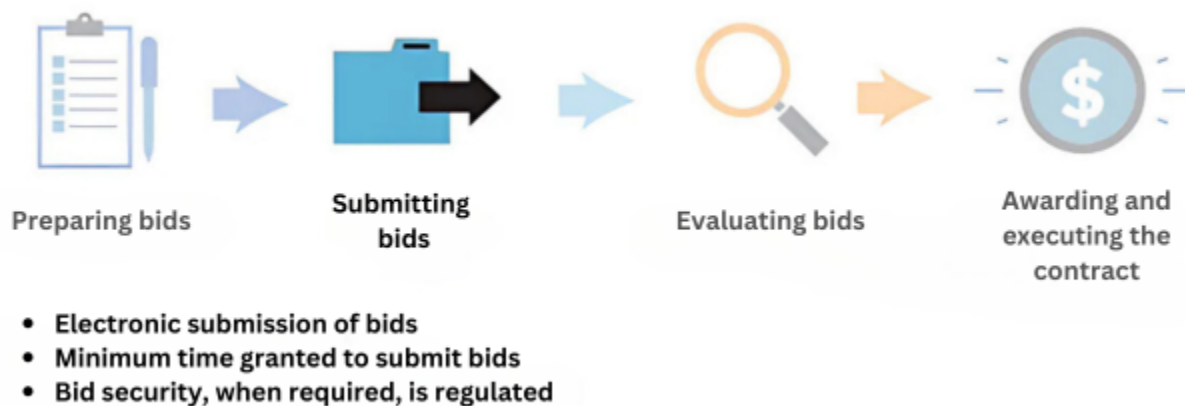 Preparing bids
Submitting
bids
Evaluating bids
Awarding and
executing the
contract
$
• Electronic submission of bids
• Minimum time granted to submit bids
• Bid security, when required, is regulated